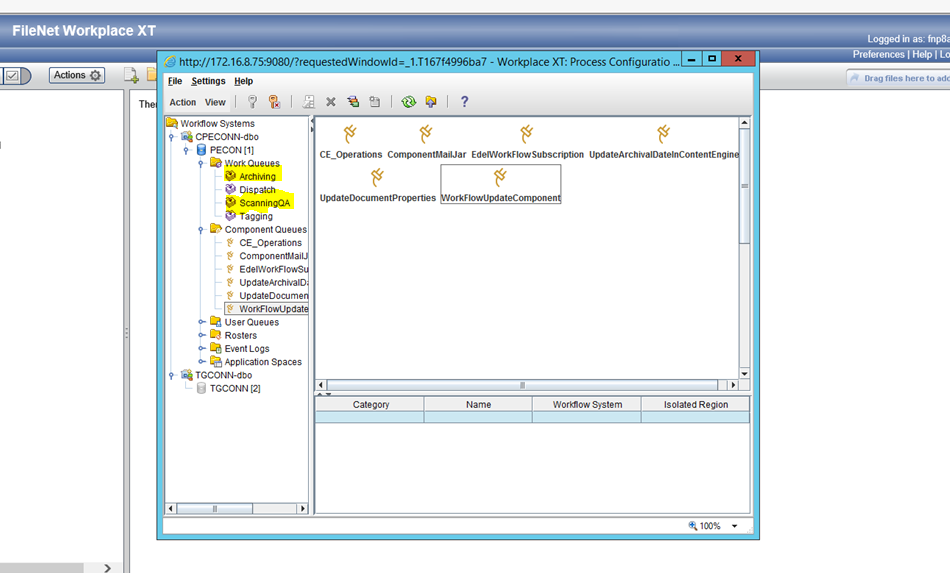 FileNet Workplace XT
Logged in as: fnp8a
Preferences | Help | Lo
Actions
Drag files here to add
Ther
http://172.16.8.75:9080/?requestedWindowId=_1.T167f4996ba7 - Workplace XT: Process Configuratio ...
File Settings Help
Action View
Workflow Systems
CPECONN-dbo
PECON [1]
Work Queues
Archiving
Dispatch
ScanningQA
Tagging
Component Queues
CE_Operations
ComponentMailJ
EdelWorkFlowSu
UpdateArchivalDa
UpdateDocumen
WorkFlowUpdate
User Queues
Rosters
Event Logs
Application Spaces
TGCONN-dbo
TGCONN [2]
CE_Operations ComponentMailJar EdelWorkFlowSubscription UpdateArchivalDateInContentEngine
UpdateDocumentProperties WorkFlowUpdateComponent
Category Name Workflow System Isolated Region
100%